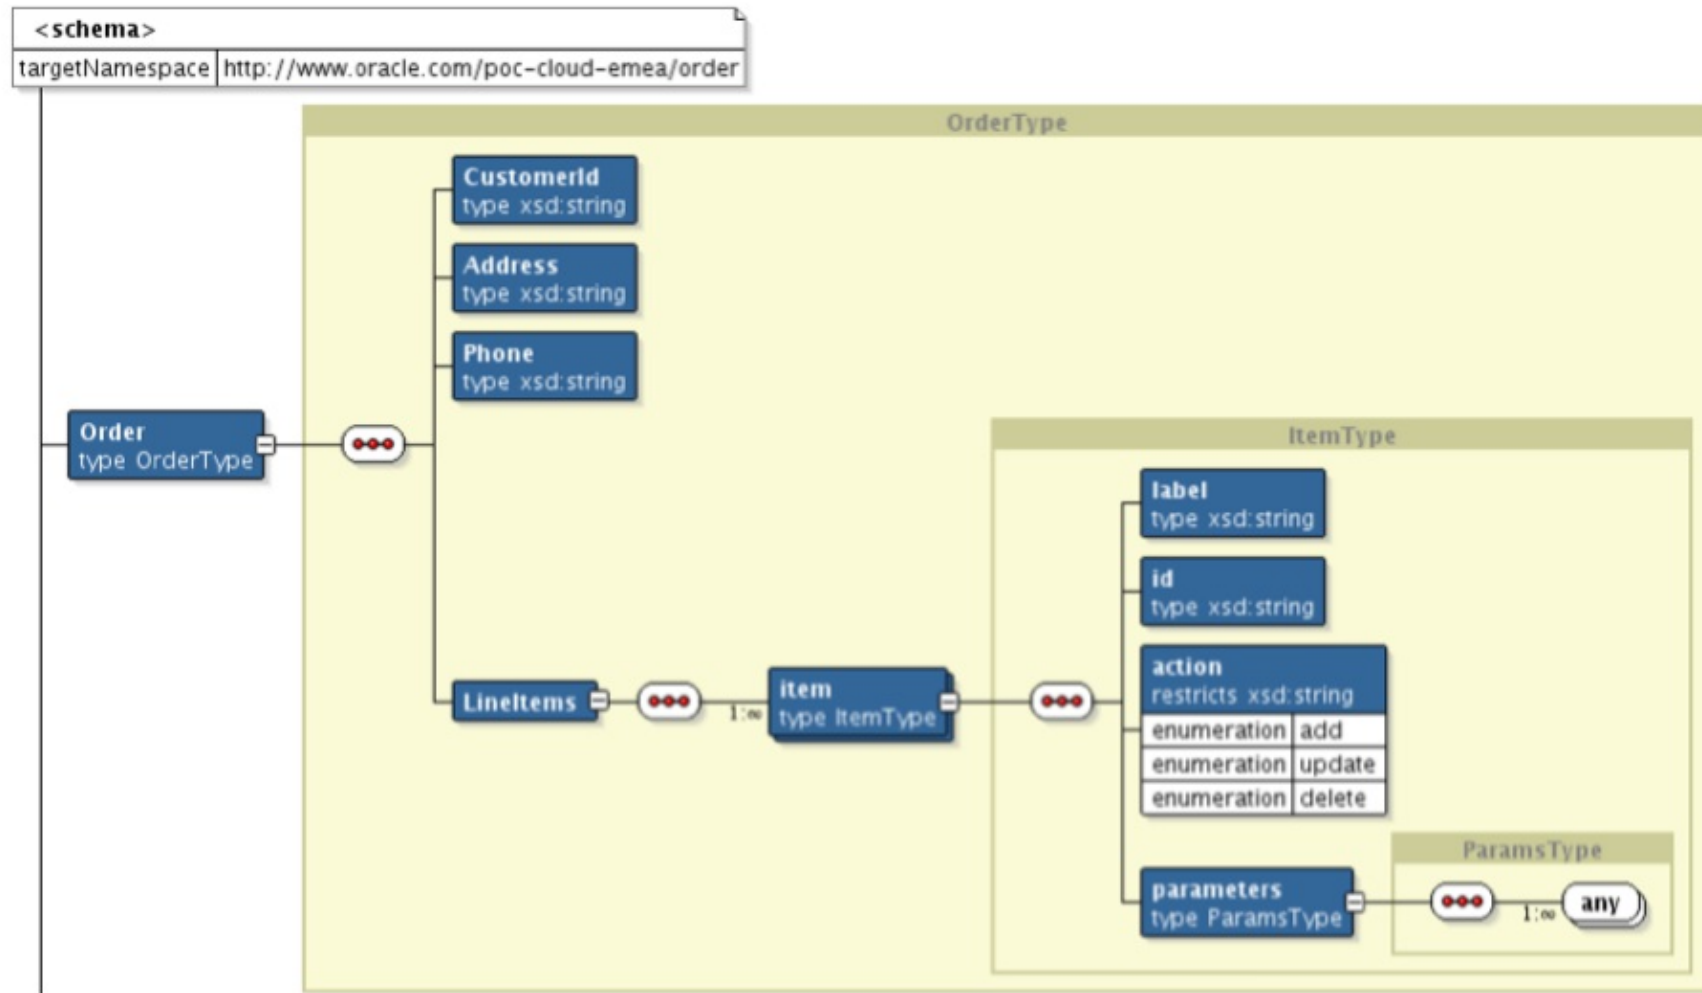 <schema>
targetNamespace http://www.oracle.com/poc-cloud-emea/order
OrderType
CustomerId
type xsd:string
Address
type xsd:string
Phone
type xsd:string
Order
type OrderType
ItemType
label
type xsd:string
id
type xsd:string
action
restricts xsd:string
enumeration add
enumeration update
enumeration delete
LineItems
1:∞
item
type ItemType
ParamsType
parameters
type ParamsType
1:∞
any